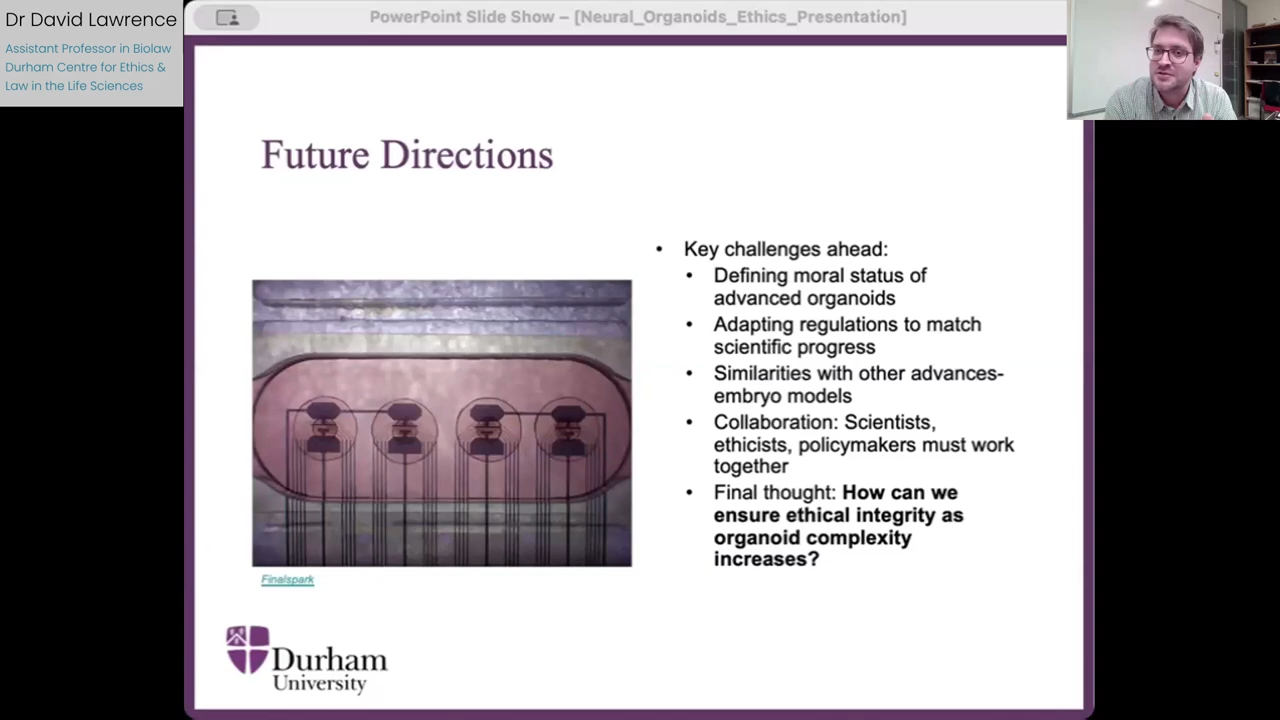 Dr David Lawrence
Assistant Professor in Biolaw
Durham Centre for Ethics &
Law in the Life Sciences
PowerPoint Slide Show – [Neural_Organoids_Ethics_Presentation]
Future Directions
• Key challenges ahead:
• Defining moral status of
advanced organoids
• Adapting regulations to match
scientific progress
• Similarities with other advances-
embryo models
• Collaboration: Scientists,
ethicists, policymakers must work
together
• Final thought: How can we
ensure ethical integrity as
organoid complexity
increases?
Finalspark
Durham
University